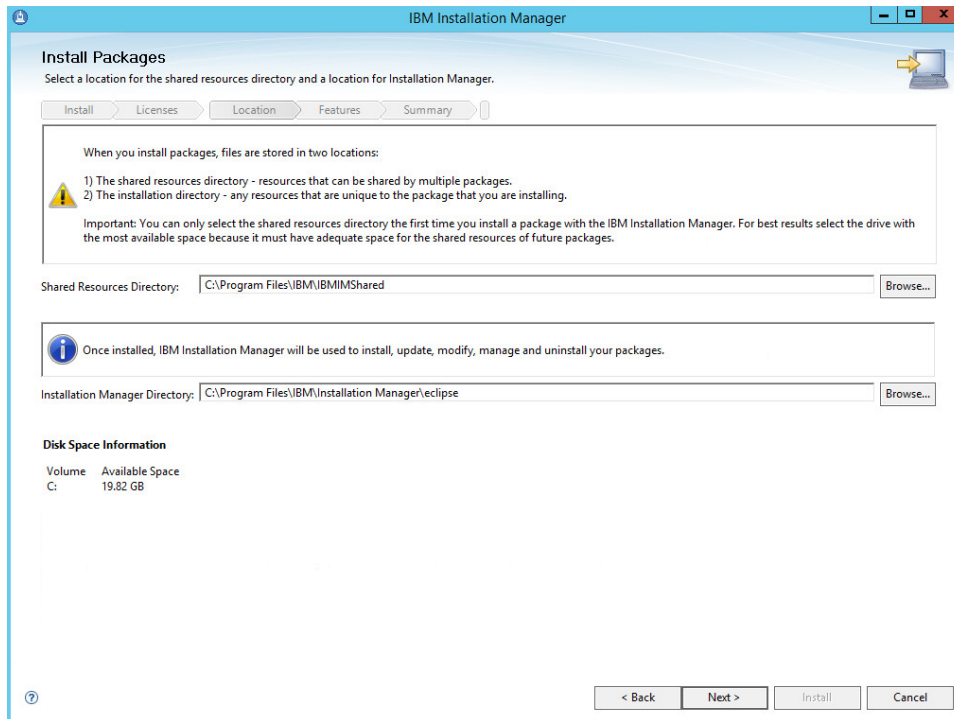 IBM Installation Manager
Install Packages
Select a location for the shared resources directory and a location for Installation Manager.
Install Licenses Location Features Summary
When you install packages, files are stored in two locations:
1) The shared resources directory - resources that can be shared by multiple packages.
2) The installation directory - any resources that are unique to the package that you are installing.
Important: You can only select the shared resources directory the first time you install a package with the IBM Installation Manager. For best results select the drive with
the most available space because it must have adequate space for the shared resources of future packages.
Shared Resources Directory: C:\Program Files\IBM\IBMIMShared Browse...
Once installed, IBM Installation Manager will be used to install, update, modify, manage and uninstall your packages.
Installation Manager Directory: C:\Program Files\IBM\Installation Manager\eclipse Browse...
Disk Space Information
Volume Available Space
C: 19.82 GB
? < Back Next > Install Cancel